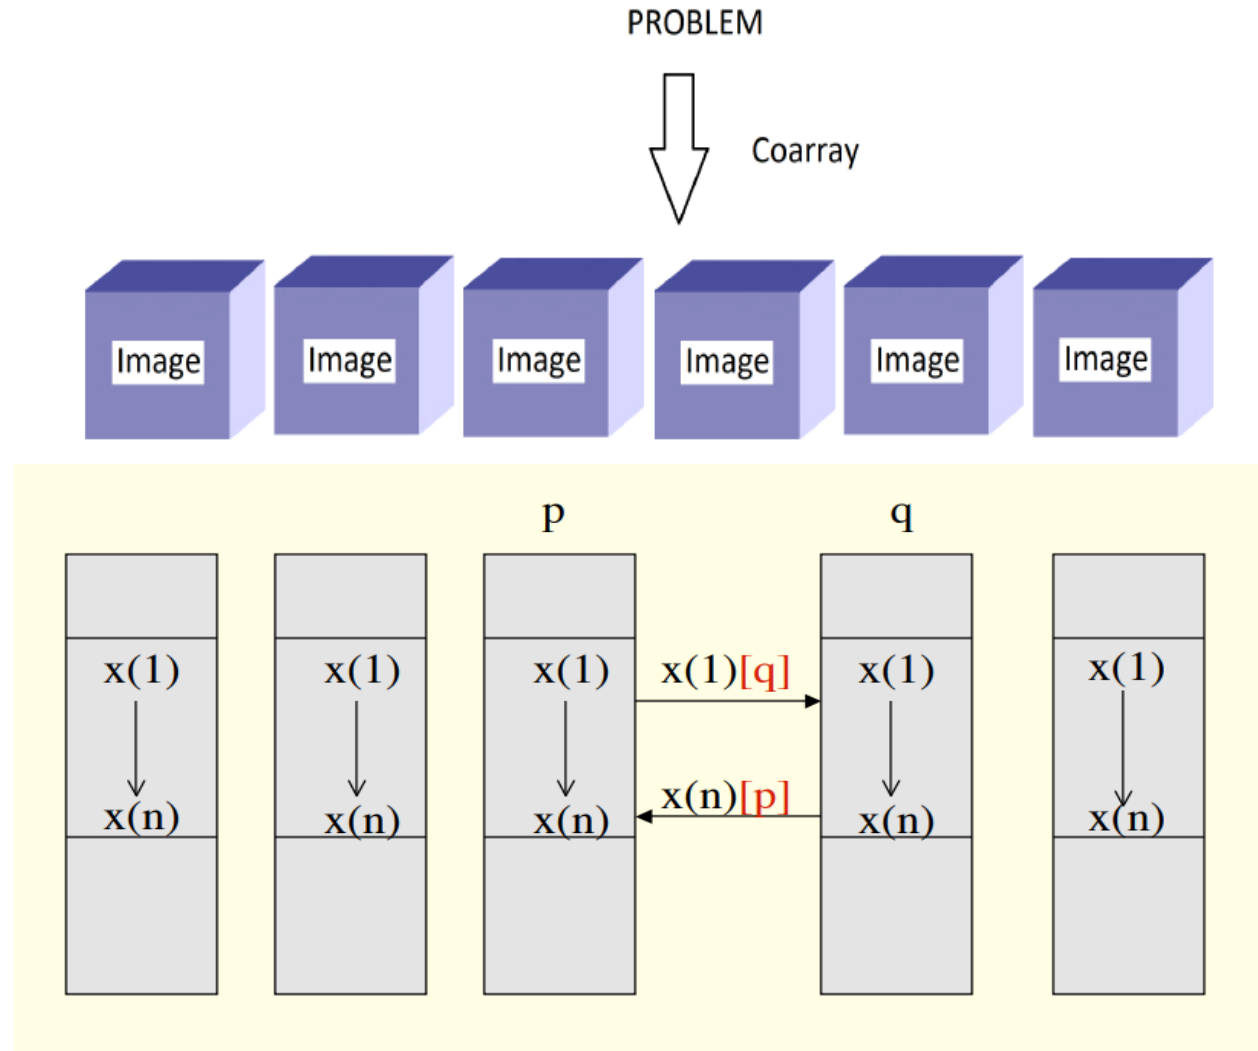 PROBLEM
Coarray
Image Image Image Image Image Image
p q
x(1) x(1) x(1) x(1)[q] x(1) x(1)
x(n) x(n) x(n) x(n)[p] x(n) x(n)